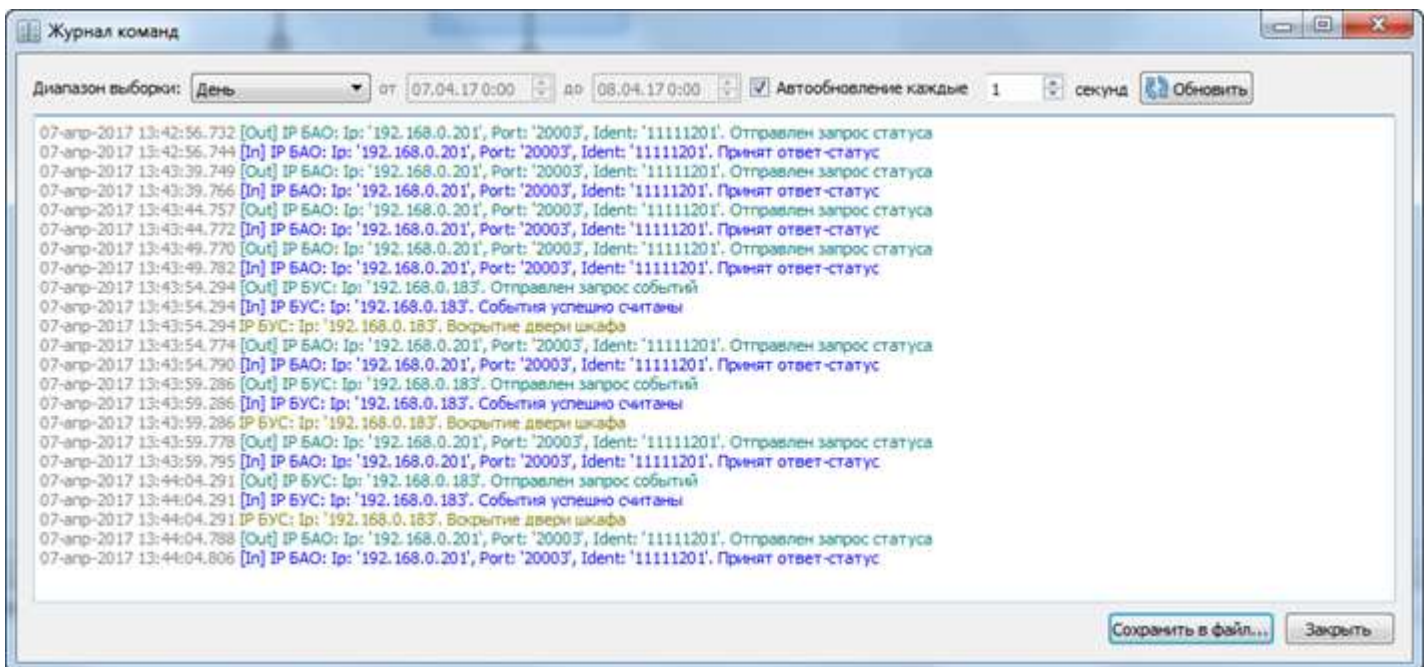 Журнал команд
Диапазон выборки: День от 07.04.17 0:00 до 08.04.17 0:00 Автообновление каждые 1 секунд Обновить
07-апр-2017 13:42:56.732 [Out] IP БАО: Ip: '192.168.0.201', Port: '20003', Ident: '11111201'. Отправлен запрос статуса
07-апр-2017 13:42:56.744 [In] IP БАО: Ip: '192.168.0.201', Port: '20003', Ident: '11111201'. Принят ответ-статус
07-апр-2017 13:43:39.749 [Out] IP БАО: Ip: '192.168.0.201', Port: '20003', Ident: '11111201'. Отправлен запрос статуса
07-апр-2017 13:43:39.766 [In] IP БАО: Ip: '192.168.0.201', Port: '20003', Ident: '11111201'. Принят ответ-статус
07-апр-2017 13:43:44.757 [Out] IP БАО: Ip: '192.168.0.201', Port: '20003', Ident: '11111201'. Отправлен запрос статуса
07-апр-2017 13:43:44.772 [In] IP БАО: Ip: '192.168.0.201', Port: '20003', Ident: '11111201'. Принят ответ-статус
07-апр-2017 13:43:49.770 [Out] IP БАО: Ip: '192.168.0.201', Port: '20003', Ident: '11111201'. Отправлен запрос статуса
07-апр-2017 13:43:49.782 [In] IP БАО: Ip: '192.168.0.201', Port: '20003', Ident: '11111201'. Принят ответ-статус
07-апр-2017 13:43:54.294 [Out] IP БУС: Ip: '192.168.0.183'. Отправлен запрос событий
07-апр-2017 13:43:54.294 [In] IP БУС: Ip: '192.168.0.183'. События успешно считаны
07-апр-2017 13:43:54.294 IP БУС: Ip: '192.168.0.183'. Вскрытие двери шкафа
07-апр-2017 13:43:54.774 [Out] IP БАО: Ip: '192.168.0.201', Port: '20003', Ident: '11111201'. Отправлен запрос статуса
07-апр-2017 13:43:54.790 [In] IP БАО: Ip: '192.168.0.201', Port: '20003', Ident: '11111201'. Принят ответ-статус
07-апр-2017 13:43:59.286 [Out] IP БУС: Ip: '192.168.0.183'. Отправлен запрос событий
07-апр-2017 13:43:59.286 [In] IP БУС: Ip: '192.168.0.183'. События успешно считаны
07-апр-2017 13:43:59.286 IP БУС: Ip: '192.168.0.183'. Вскрытие двери шкафа
07-апр-2017 13:43:59.778 [Out] IP БАО: Ip: '192.168.0.201', Port: '20003', Ident: '11111201'. Отправлен запрос статуса
07-апр-2017 13:43:59.795 [In] IP БАО: Ip: '192.168.0.201', Port: '20003', Ident: '11111201'. Принят ответ-статус
07-апр-2017 13:44:04.291 [Out] IP БУС: Ip: '192.168.0.183'. Отправлен запрос событий
07-апр-2017 13:44:04.291 [In] IP БУС: Ip: '192.168.0.183'. События успешно считаны
07-апр-2017 13:44:04.291 IP БУС: Ip: '192.168.0.183'. Вскрытие двери шкафа
07-апр-2017 13:44:04.788 [Out] IP БАО: Ip: '192.168.0.201', Port: '20003', Ident: '11111201'. Отправлен запрос статуса
07-апр-2017 13:44:04.806 [In] IP БАО: Ip: '192.168.0.201', Port: '20003', Ident: '11111201'. Принят ответ-статус
Сохранить в файл... Закрыть